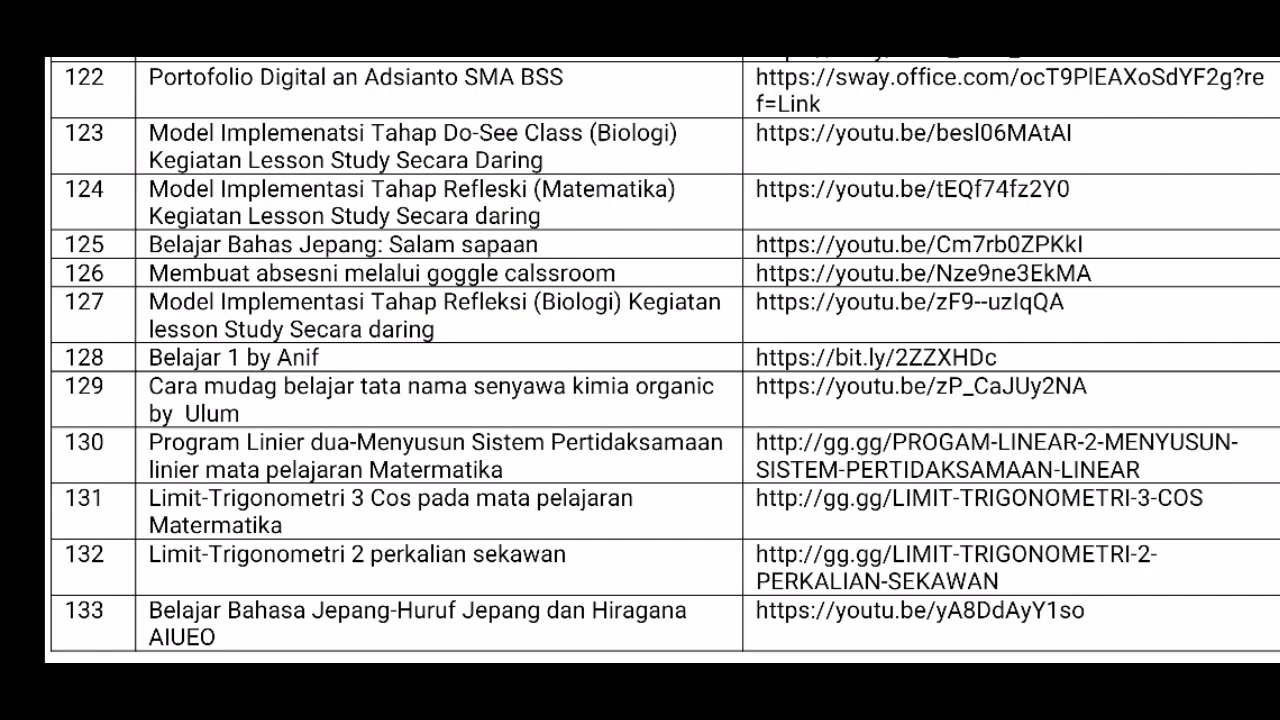 122 Portofolio Digital an Adsianto SMA BSS https://sway.office.com/ocT9PlEAXoSdYF2g?re
f=Link
123 Model Implemenatsi Tahap Do-See Class (Biologi) https://youtu.be/besl06MAtAI
Kegiatan Lesson Study Secara Daring
124 Model Implementasi Tahap Refleski (Matematika) https://youtu.be/tEQf74fz2Y0
Kegiatan Lesson Study Secara daring
125 Belajar Bahas Jepang: Salam sapaan https://youtu.be/Cm7rb0ZPKkI
126 Membuat absesni melalui goggle calssroom https://youtu.be/Nze9ne3EkMA
127 Model Implementasi Tahap Refleksi (Biologi) Kegiatan https://youtu.be/zF9--uzIqQA
lesson Study Secara daring
128 Belajar 1 by Anif https://bit.ly/2ZZXHDc
129 Cara mudag belajar tata nama senyawa kimia organic https://youtu.be/zP_CaJUy2NA
by Ulum
130 Program Linier dua-Menyusun Sistem Pertidaksamaan http://gg.gg/PROGAM-LINEAR-2-MENYUSUN-
linier mata pelajaran Matermatika SISTEM-PERTIDAKSAMAAN-LINEAR
131 Limit-Trigonometri 3 Cos pada mata pelajaran http://gg.gg/LIMIT-TRIGONOMETRI-3-COS
Matermatika
132 Limit-Trigonometri 2 perkalian sekawan http://gg.gg/LIMIT-TRIGONOMETRI-2-
PERKALIAN-SEKAWAN
133 Belajar Bahasa Jepang-Huruf Jepang dan Hiragana https://youtu.be/yA8DdAyY1so
AIUEO